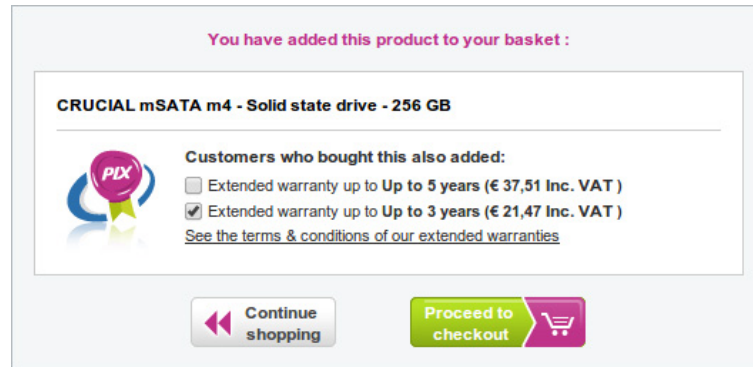 You have added this product to your basket :
CRUCIAL mSATA m4 - Solid state drive - 256 GB
PIX
Customers who bought this also added:
Extended warranty up to Up to 5 years (€ 37,51 Inc. VAT )
Extended warranty up to Up to 3 years (€ 21,47 Inc. VAT )
See the terms & conditions of our extended warranties
Continue
shopping
Proceed to
checkout